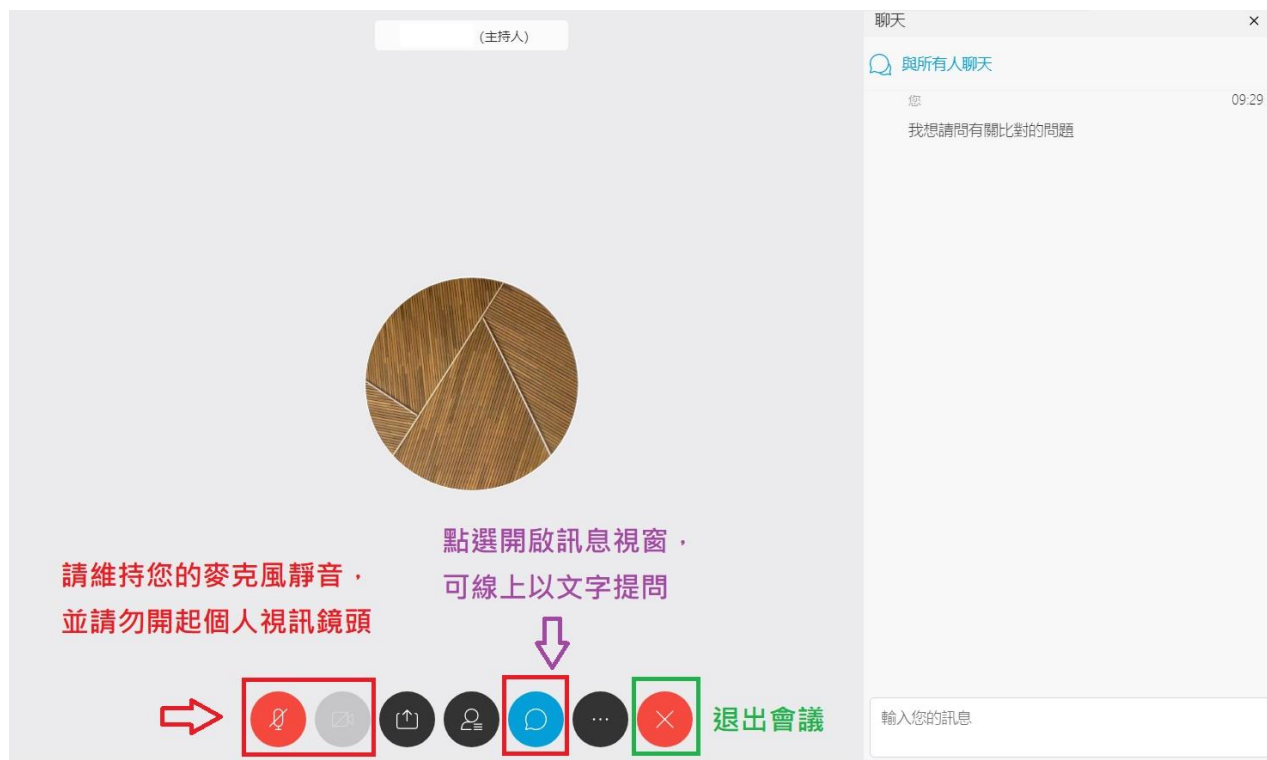 (主持人)
聊天
×
與所有人聊天
您 09:29
我想請問有關比對的問題
點選開啟訊息視窗，
可線上以文字提問
請維持您的麥克風靜音，
並請勿開起個人視訊鏡頭
退出會議
輸入您的訊息